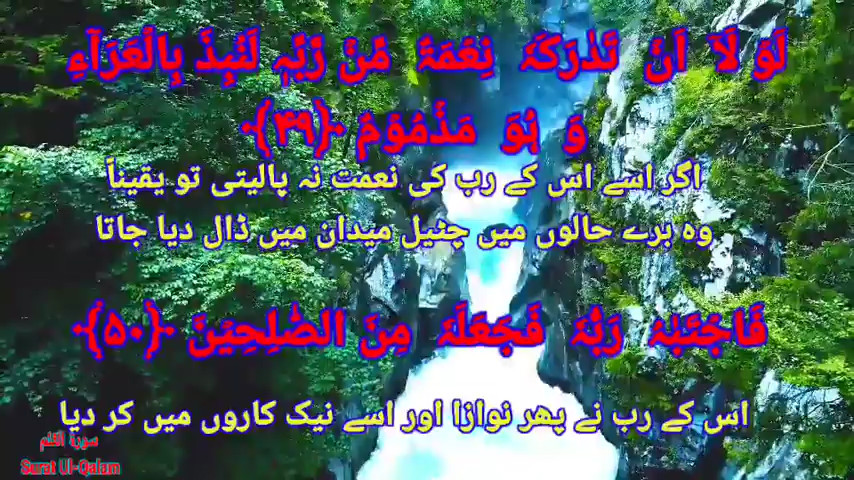 لَوۡ لَاۤ اَنۡ تَدٰرَکَہٗ نِعۡمَۃٌ مِّنۡ رَّبِّہٖ لَنُبِذَ بِالۡعَرَآءِ
وَ ہُوَ مَذۡمُوۡمٌ ﴿۴۹﴾
اگر اسے اس کے رب کی نعمت نہ پالیتی تو یقیناً
وہ برے حالوں میں چٹیل میدان میں ڈال دیا جاتا
فَاجۡتَبٰہُ رَبُّہٗ فَجَعَلَہٗ مِنَ الصّٰلِحِیۡنَ ﴿۵۰﴾
اس کے رب نے پھر نوازا اور اسے نیک کاروں میں کر دیا
سورۃ القلم
Surat Ul-Qalam